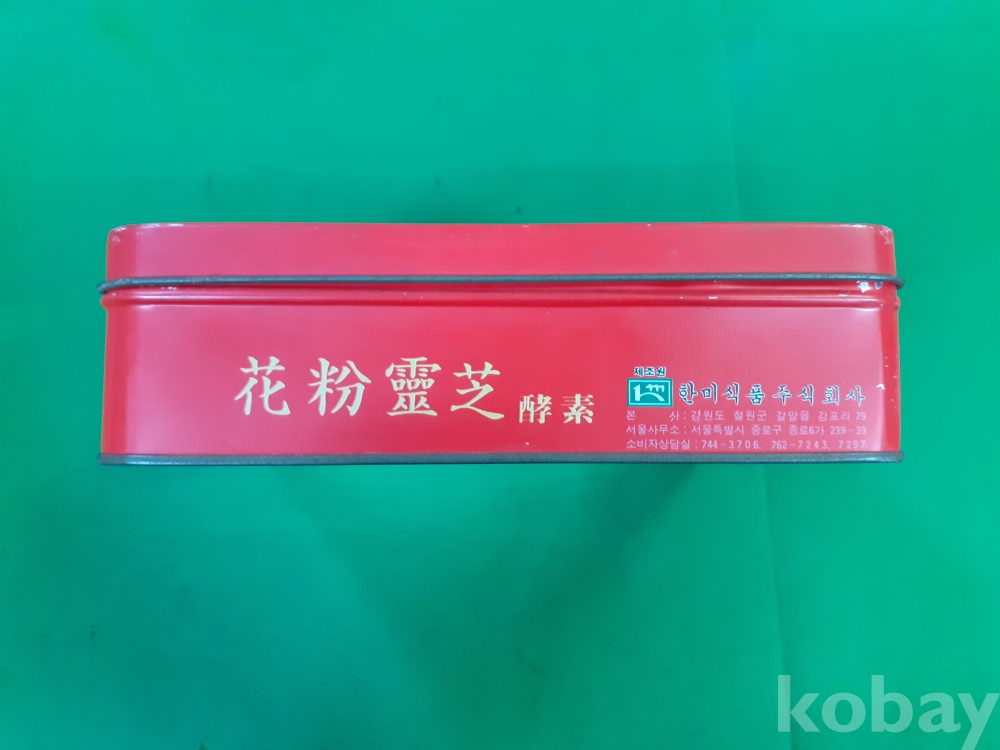 花粉靈芝 酵素
제조원
한미식품주식회사
본 사 : 강원도 철원군 갈말읍 강포리 79
서울사무소 : 서울특별시 종로구 종로6가 239-39
소비자상담실 : 744-3706, 762-7243, 7297
kobay